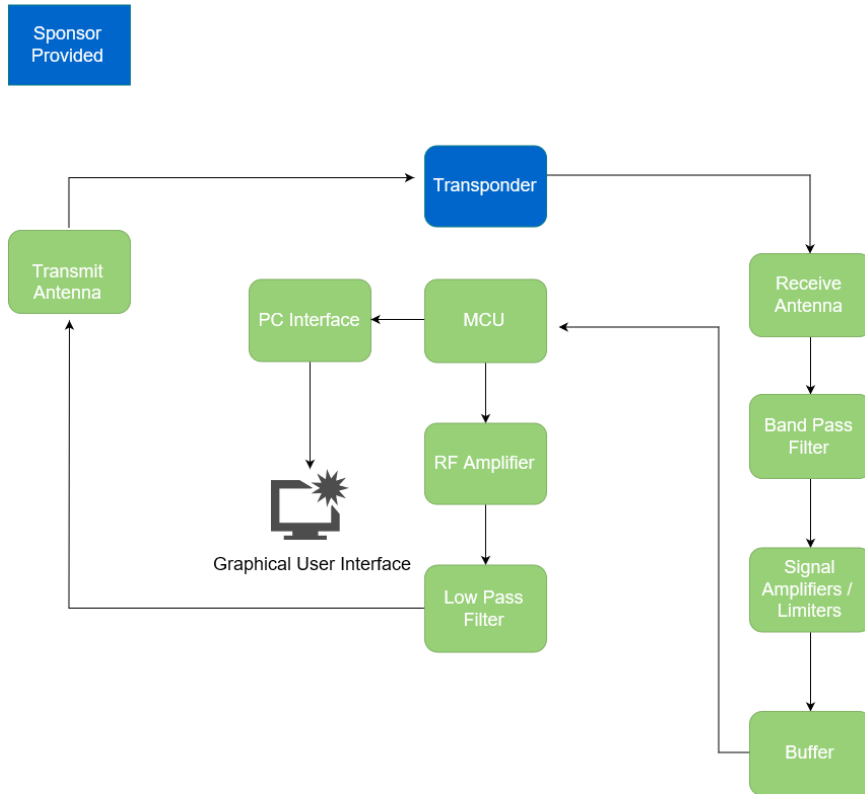 Sponsor
Provided
Transponder
Transmit
Antenna
Receive
Antenna
PC Interface
MCU
Band Pass
Filter
RF Amplifier
Graphical User Interface
Signal
Amplifiers /
Limiters
Low Pass
Filter
Buffer